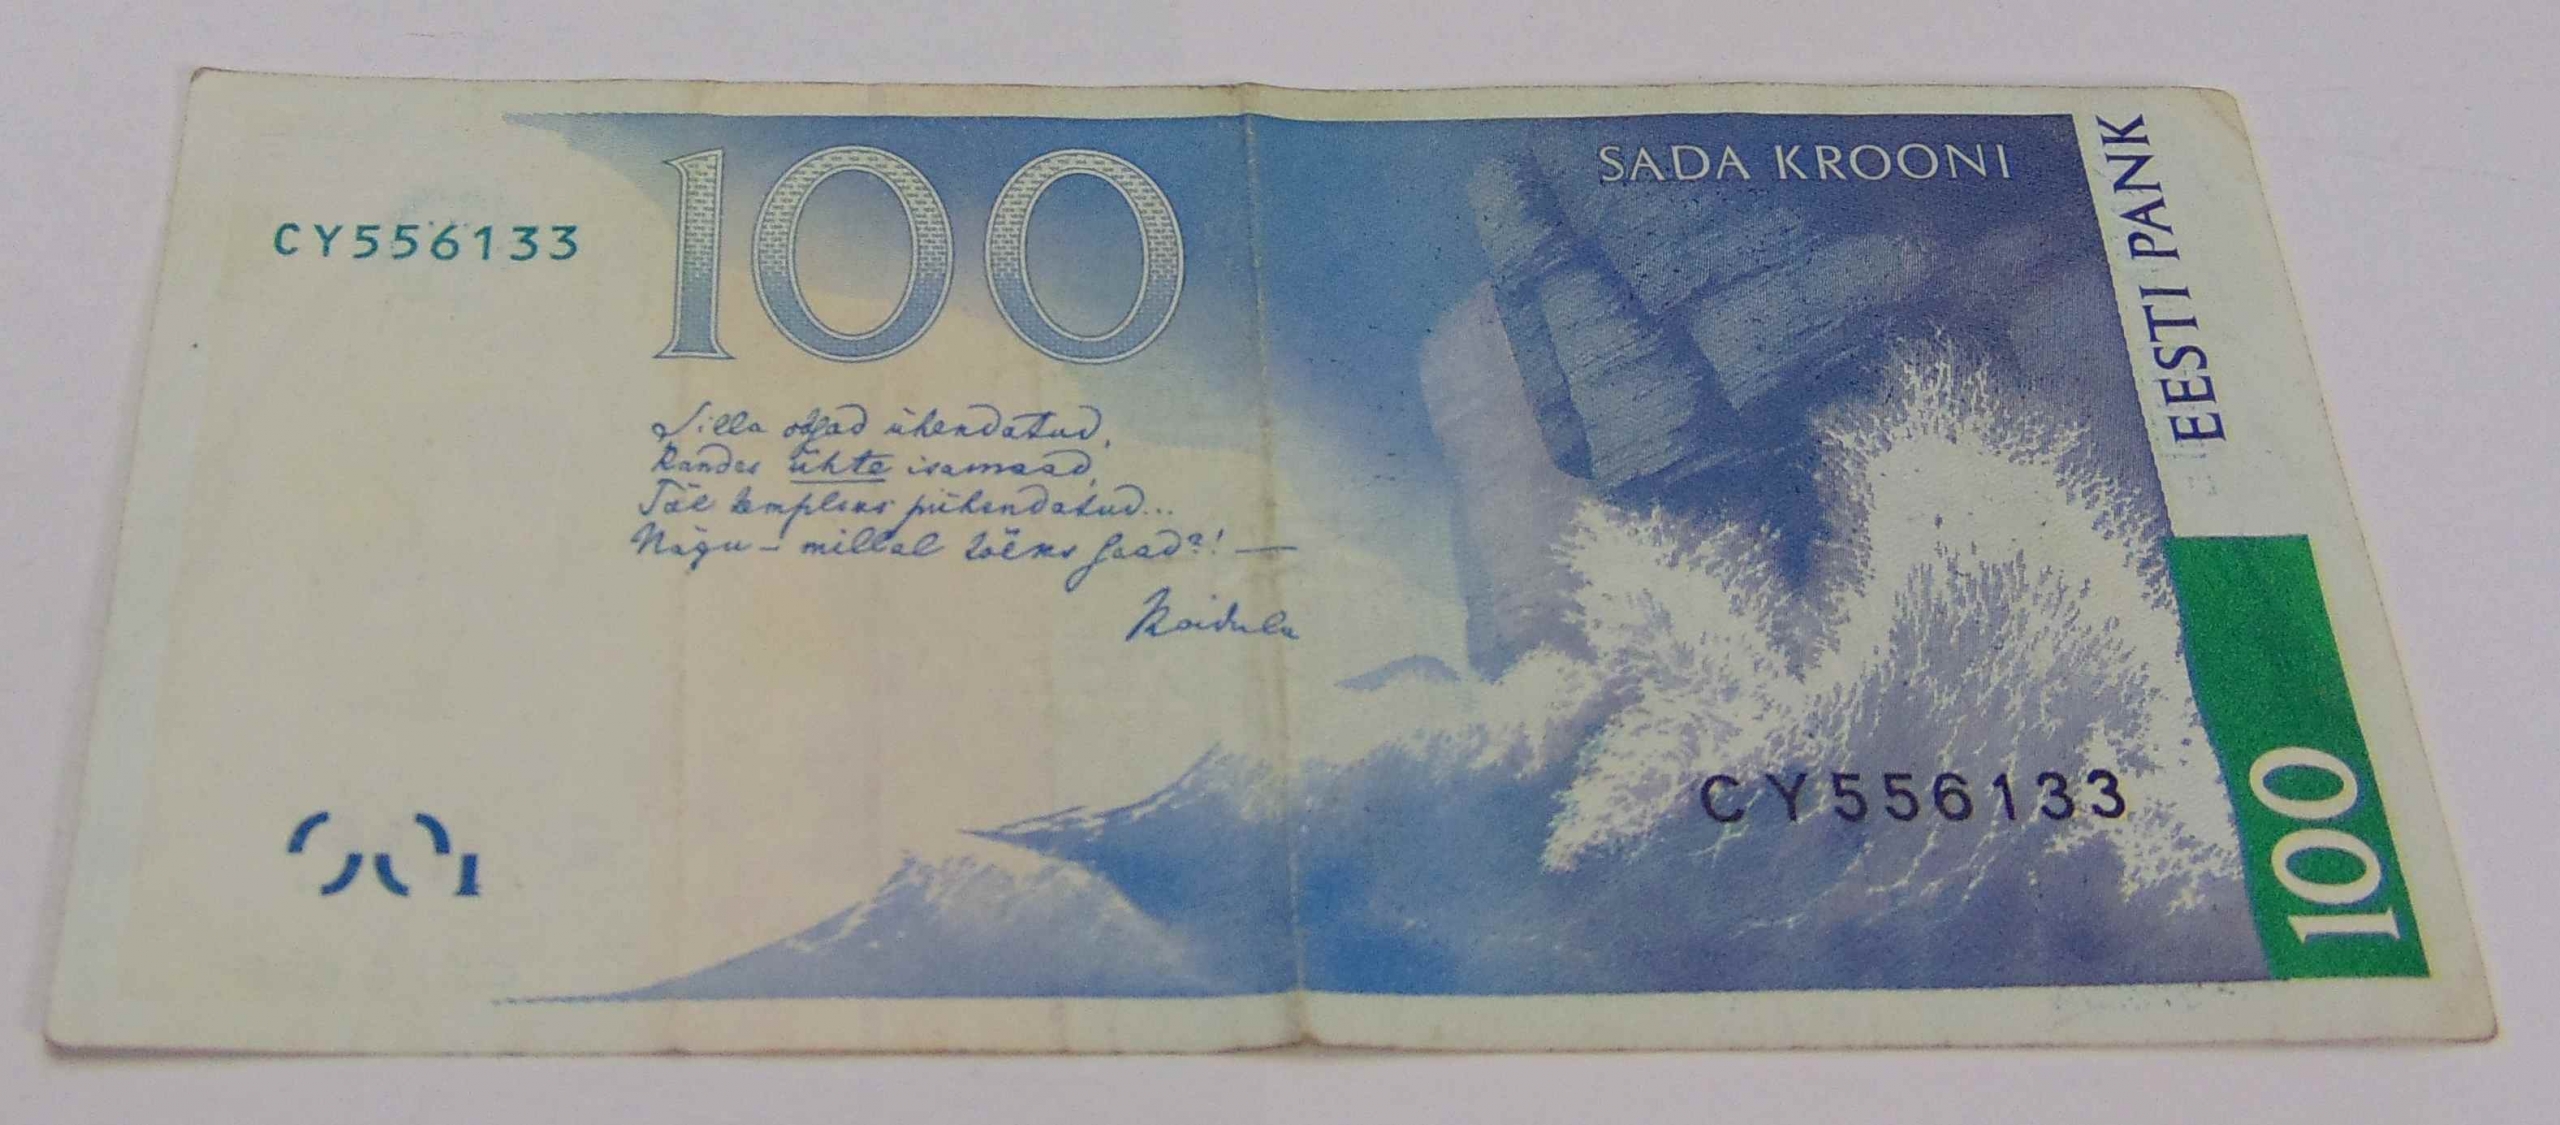 SADA KROONI
EESTI PANK
CY556133
100
Silla otsad ühendatud,
Kandes ühte isamaad,
Tõe templiks pühendatud...
Nägu – millal tõeks saad?! —
Koidula
CY556133
100